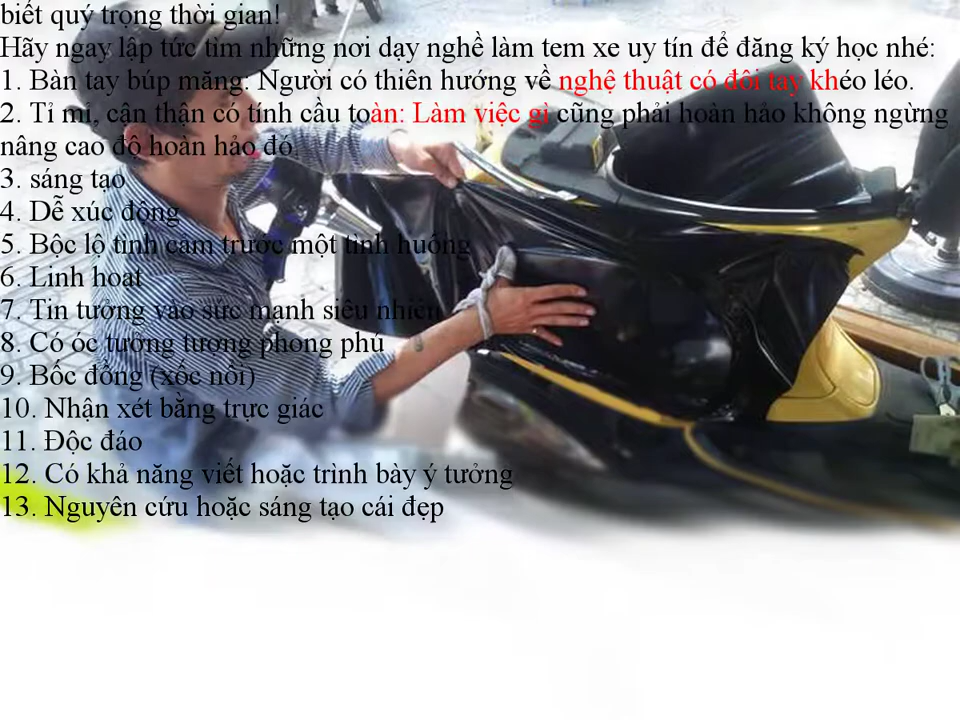 biết quý trọng thời gian!
Hãy ngay lập tức tìm những nơi dạy nghề làm tem xe uy tín để đăng ký học nhé:
1. Bàn tay búp măng: Người có thiên hướng về nghệ thuật có đôi tay khéo léo.
2. Tỉ mỉ, cận thận có tính cầu toàn: Làm việc gì cũng phải hoàn hảo không ngừng
nâng cao độ hoàn hảo đó.
3. sáng tạo
4. Dễ xúc động
5. Bộc lộ tình cảm trước một tình huống
6. Linh hoạt
7. Tin tưởng vào sức mạnh siêu nhiên
8. Có óc tưởng tượng phong phú
9. Bốc đồng (xốc nổi)
10. Nhận xét bằng trực giác
11. Độc đáo
12. Có khả năng viết hoặc trình bày ý tưởng
13. Nguyên cứu hoặc sáng tạo cái đẹp